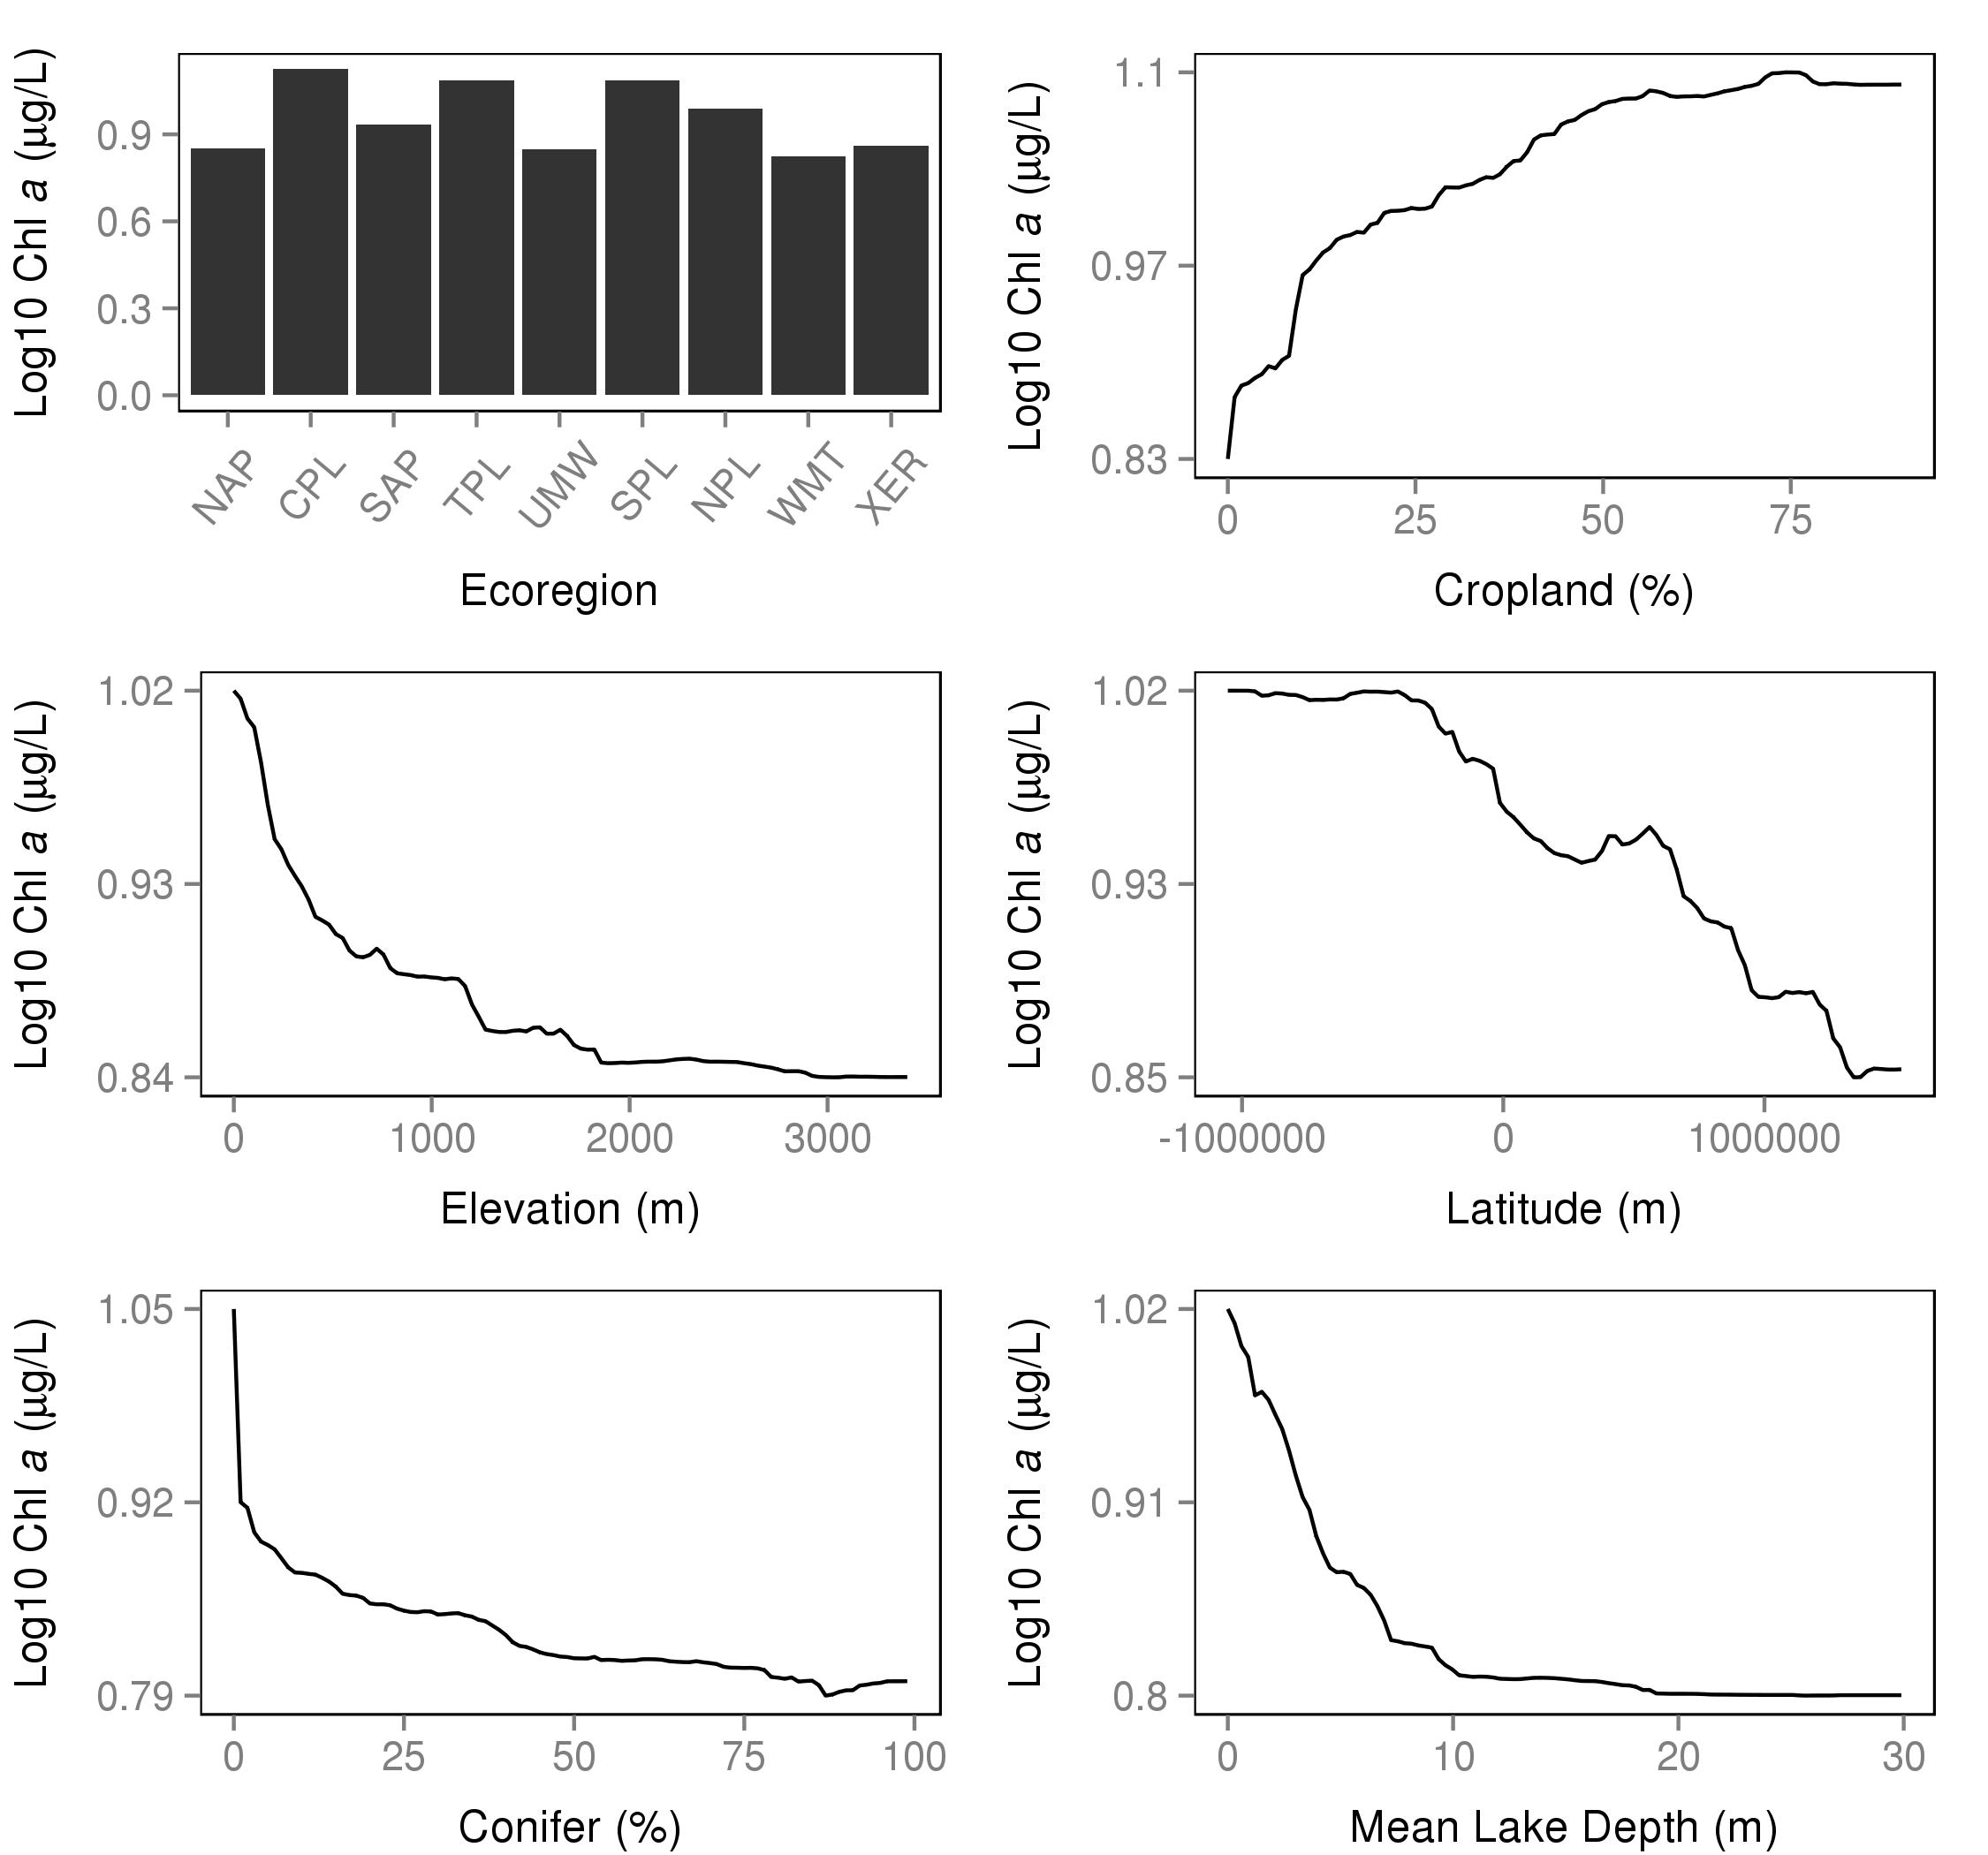 Log10 Chl a (µg/L)
0.9
0.6
0.3
0.0
NAP
CPL
SAP
TPL
UMW
SPL
NPL
WMT
XER
Ecoregion
Log10 Chl a (µg/L)
1.1
0.97
0.83
0
25
50
75
Cropland (%)
Log10 Chl a (µg/L)
1.02
0.93
0.84
0
1000
2000
3000
Elevation (m)
Log10 Chl a (µg/L)
1.02
0.93
0.85
-1000000
0
1000000
Latitude (m)
Log10 Chl a (µg/L)
1.05
0.92
0.79
0
25
50
75
100
Conifer (%)
Log10 Chl a (µg/L)
1.02
0.91
0.8
0
10
20
30
Mean Lake Depth (m)